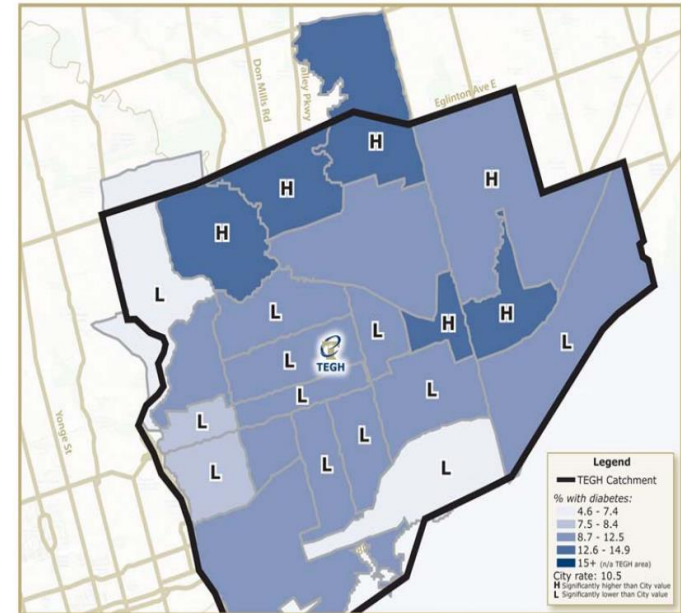 Don Mills Rd
Valley Pkwy
Eglinton Ave E
H
H
H
H
L
L
L
H
H
L
L
TEGH
L
L
L
L
L
L
L
Yonge St
Legend
TEGH Catchment
% with diabetes:
4.6 - 7.4
7.5 - 8.4
8.7 - 12.5
12.6 - 14.9
15+ (n/a TEGH area)
City rate: 10.5
H Significantly higher than City value
L Significantly lower than City value